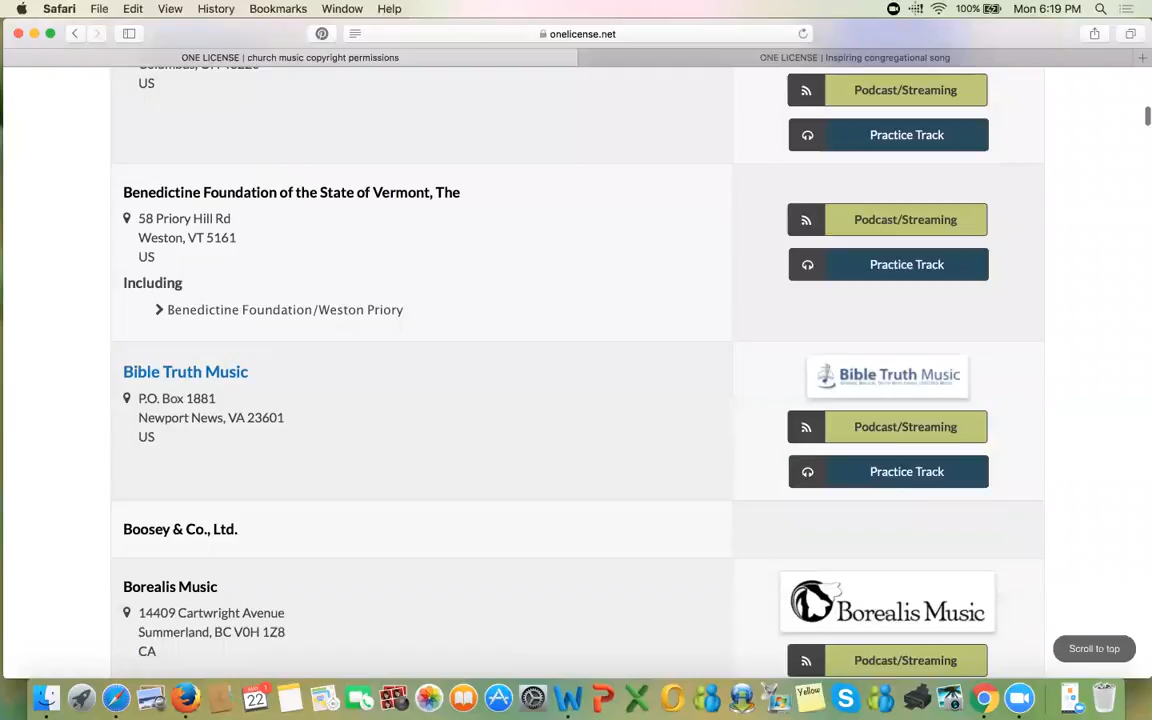 Safari File Edit View History Bookmarks Window Help 100% Mon 6:19 PM
onelicense.net
ONE LICENSE | church music copyright permissions
ONE LICENSE | Inspiring congregational song
US
Podcast/Streaming
Practice Track
Benedictine Foundation of the State of Vermont, The
58 Priory Hill Rd
Weston, VT 5161
US
Including
Benedictine Foundation/Weston Priory
Podcast/Streaming
Practice Track
Bible Truth Music
P.O. Box 1881
Newport News, VA 23601
US
Bible Truth Music
Podcast/Streaming
Practice Track
Boosey & Co., Ltd.
Borealis Music
14409 Cartwright Avenue
Summerland, BC V0H 1Z8
CA
Borealis Music
Podcast/Streaming
Scroll to top
22
Yellow